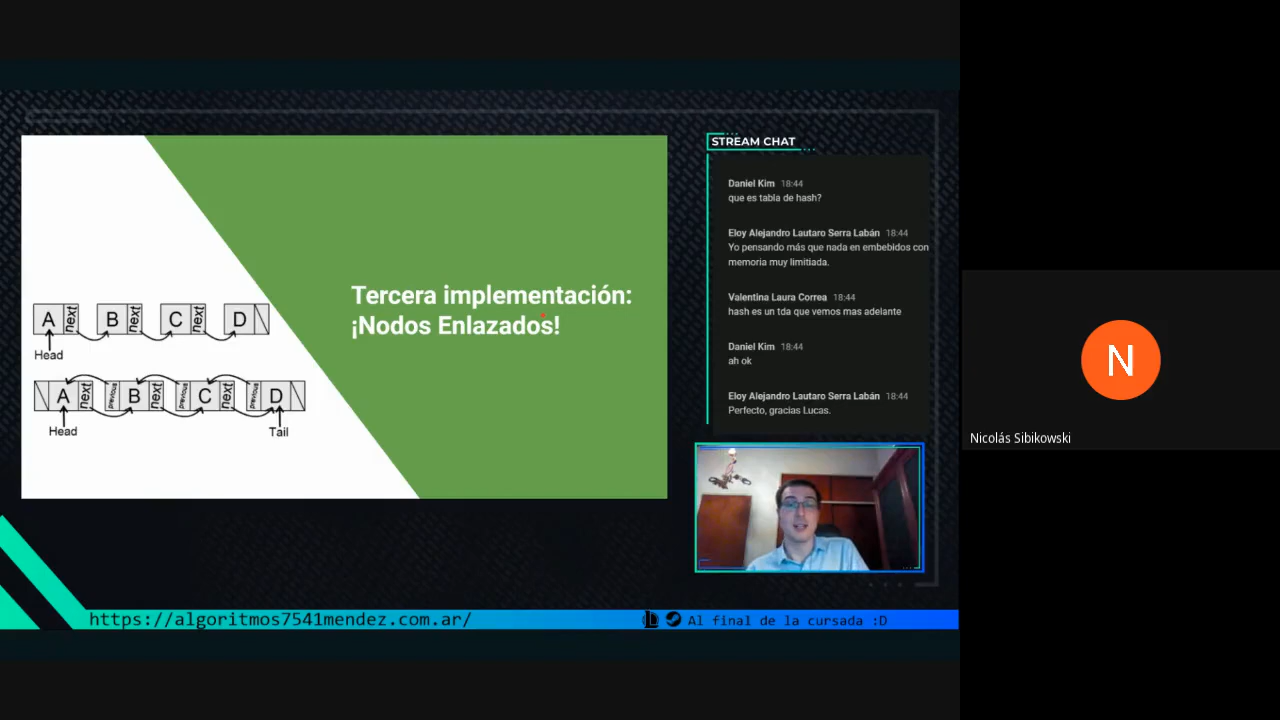 Tercera implementación:
¡Nodos Enlazados!
A next B next C next D
Head
A next previous B next previous C next previous D
Head Tail
STREAM CHAT
Daniel Kim 18:44
que es tabla de hash?
Eloy Alejandro Lautaro Serra Labán 18:44
Yo pensando más que nada en embebidos con
memoria muy limitiada.
Valentina Laura Correa 18:44
hash es un tda que vemos mas adelante
Daniel Kim 18:44
ah ok
Eloy Alejandro Lautaro Serra Labán 18:44
Perfecto, gracias Lucas.
N
Nicolás Sibikowski
https://algoritmos7541mendez.com.ar/
Al final de la cursada :D